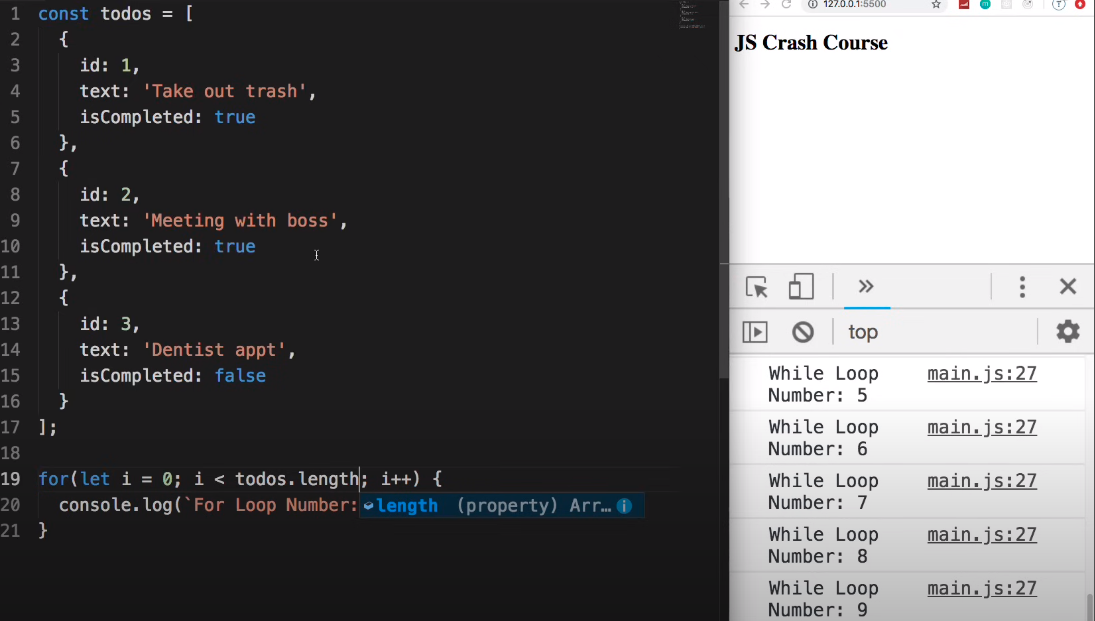 1 const todos = [
2 {
3 id: 1,
4 text: 'Take out trash',
5 isCompleted: true
6 },
7 {
8 id: 2,
9 text: 'Meeting with boss',
10 isCompleted: true
11 },
12 {
13 id: 3,
14 text: 'Dentist appt',
15 isCompleted: false
16 }
17 ];
18
19 for(let i = 0; i < todos.length; i++) {
20 console.log(`For Loop Number:
length (property) Arr…
21 }
127.0.0.1:5500
JS Crash Course
top
While Loop main.js:27
Number: 5
While Loop main.js:27
Number: 6
While Loop main.js:27
Number: 7
While Loop main.js:27
Number: 8
While Loop main.js:27
Number: 9